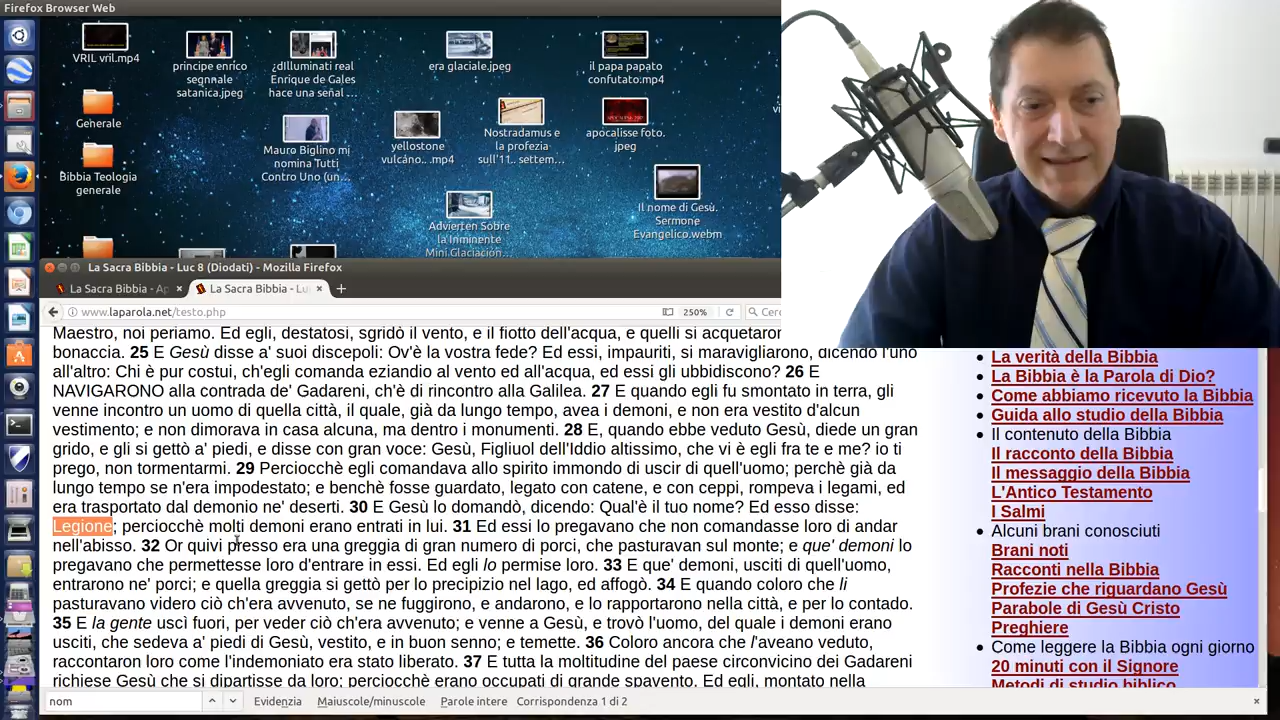 Firefox Browser Web
VRIL vril.mp4
principe enrico
segnnale
satanica.jpeg
¿dIlluminati real
Enrique de Gales
hace una señal ...
era glaciale.jpeg
il papa papato
confutato:mp4
Generale
Mauro Biglino mi
nomina Tutti
Contro Uno (un...
yellostone
vulcáno.. .mp4
Nostradamus e
la profezia
sull'11.. settem...
apocalisse foto.
jpeg
Bibbia Teologia
generale
Advierten Sobre
la Inminente
Mini Glaciacion
Il nome di Gesù.
Sermone
Evangelico.webm
La Sacra Bibbia - Luc 8 (Diodati) - Mozilla Firefox
La Sacra Bibbia - Ap
La Sacra Bibbia - Lu
www.laparola.net/testo.php
250%
Maestro, noi periamo. Ed egli, destatosi, sgridò il vento, e il fiotto dell'acqua, e quelli si acquetaron
bonaccia. 25 E Gesù disse a' suoi discepoli: Ov'è la vostra fede? Ed essi, impauriti, si maravigliarono, dicendo l'uno
all'altro: Chi è pur costui, ch'egli comanda eziandio al vento ed all'acqua, ed essi gli ubbidiscono? 26 E
NAVIGARONO alla contrada de' Gadareni, ch'è di rincontro alla Galilea. 27 E quando egli fu smontato in terra, gli
venne incontro un uomo di quella città, il quale, già da lungo tempo, avea i demoni, e non era vestito d'alcun
vestimento; e non dimorava in casa alcuna, ma dentro i monumenti. 28 E, quando ebbe veduto Gesù, diede un gran
grido, e gli si gettò a' piedi, e disse con gran voce: Gesù, Figliuol dell'Iddio altissimo, che vi è egli fra te e me? io ti
prego, non tormentarmi. 29 Perciocchè egli comandava allo spirito immondo di uscir di quell'uomo; perchè già da
lungo tempo se n'era impodestato; e benchè fosse guardato, legato con catene, e con ceppi, rompeva i legami, ed
era trasportato dal demonio ne' deserti. 30 E Gesù lo domandò, dicendo: Qual'è il tuo nome? Ed esso disse:
Legione; perciocchè molti demoni erano entrati in lui. 31 Ed essi lo pregavano che non comandasse loro di andar
nell'abisso. 32 Or quivi presso era una greggia di gran numero di porci, che pasturavan sul monte; e que' demoni lo
pregavano che permettesse loro d'entrare in essi. Ed egli lo permise loro. 33 E que' demoni, usciti di quell'uomo,
entrarono ne' porci; e quella greggia si gettò per lo precipizio nel lago, ed affogò. 34 E quando coloro che li
pasturavano videro ciò ch'era avvenuto, se ne fuggirono, e andarono, e lo rapportarono nella città, e per lo contado.
35 E la gente uscì fuori, per veder ciò ch'era avvenuto; e venne a Gesù, e trovò l'uomo, del quale i demoni erano
usciti, che sedeva a' piedi di Gesù, vestito, e in buon senno; e temette. 36 Coloro ancora che l'aveano veduto,
raccontaron loro come l'indemoniato era stato liberato. 37 E tutta la moltitudine del paese circonvicino dei Gadareni
richiese Gesù che si dipartisse da loro; perciocchè erano occupati di grande spavento. Ed egli, montato nella
La verità della Bibbia
La Bibbia è la Parola di Dio?
Come abbiamo ricevuto la Bibbia
Guida allo studio della Bibbia
Il contenuto della Bibbia
Il racconto della Bibbia
Il messaggio della Bibbia
L'Antico Testamento
I Salmi
Alcuni brani conosciuti
Brani noti
Racconti nella Bibbia
Profezie che riguardano Gesù
Parabole di Gesù Cristo
Preghiere
Come leggere la Bibbia ogni giorno
20 minuti con il Signore
Metodi di studio biblico
nom
Evidenzia
Maiuscole/minuscole
Parole intere
Corrispondenza 1 di 2